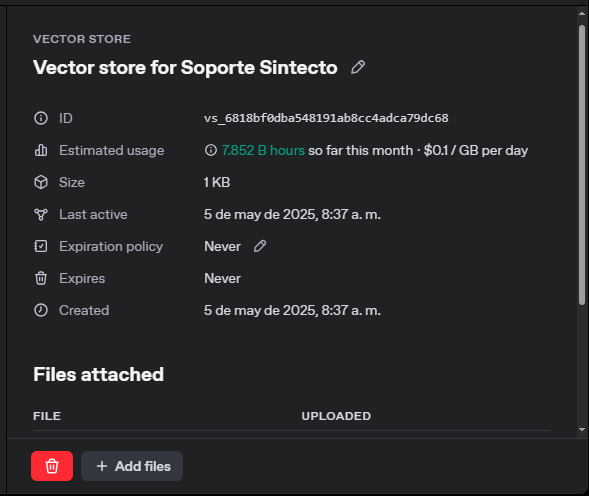 VECTOR STORE
Vector store for Soporte Sintecto
ID vs_6818bf0dba548191ab8cc4adca79dc68
Estimated usage 7.852 B hours so far this month · $0.1 / GB per day
Size 1 KB
Last active 5 de may de 2025, 8:37 a. m.
Expiration policy Never
Expires Never
Created 5 de may de 2025, 8:37 a. m.
Files attached
FILE UPLOADED
+ Add files